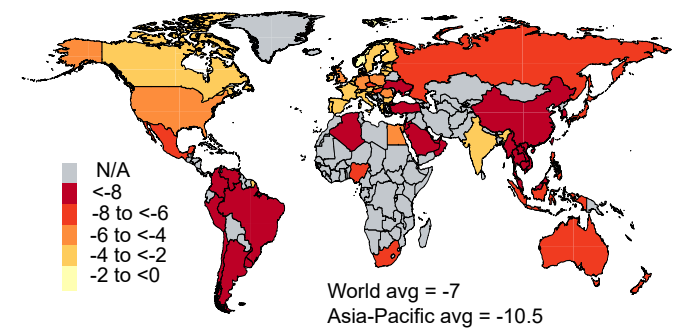 N/A
<-8
-8 to <-6
-6 to <-4
-4 to <-2
-2 to <0
World avg = -7
Asia-Pacific avg = -10.5